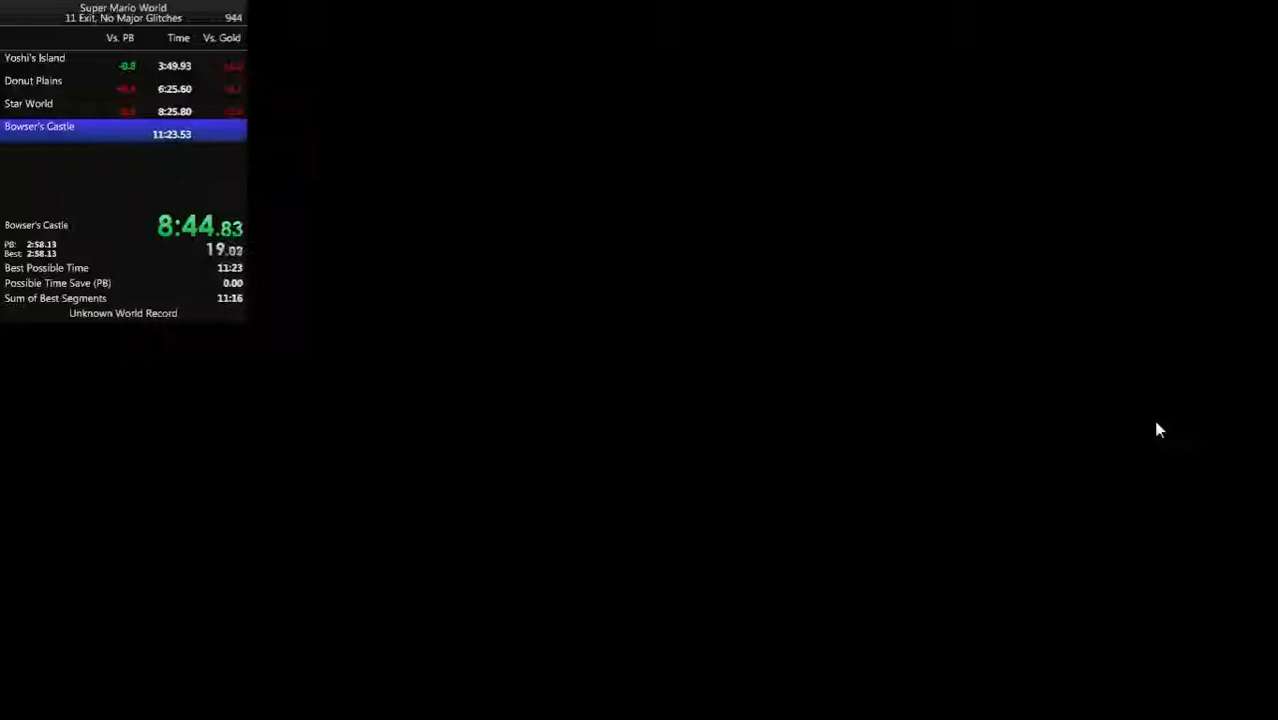 Super Mario World
11 Exit, No Major Glitches 944
Vs. PB Time Vs. Gold
Yoshi's Island
-0.8 3:49.93
Donut Plains
6:25.60
Star World
8:25.80
Bowser's Castle
11:23.53
Bowser's Castle 8:44.83
PB: 2:58.13
Best: 2:58.13
Best Possible Time 11:23
Possible Time Save (PB) 0.00
Sum of Best Segments 11:16
Unknown World Record